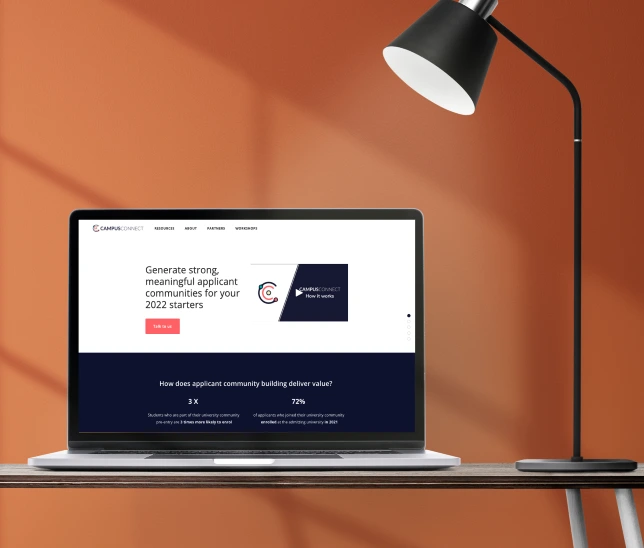 CAMPUSCONNECT
RESOURCES ABOUT PARTNERS WORKSHOPS
Generate strong,
meaningful applicant
communities for your
2022 starters
Talk to us
CAMPUSCONNECT
How it works
How does applicant community building deliver value?
3 X
Students who are part of their university community
pre-entry are 3 times more likely to enrol
72%
of applicants who joined their university community
enrolled at the admitting university in 2021